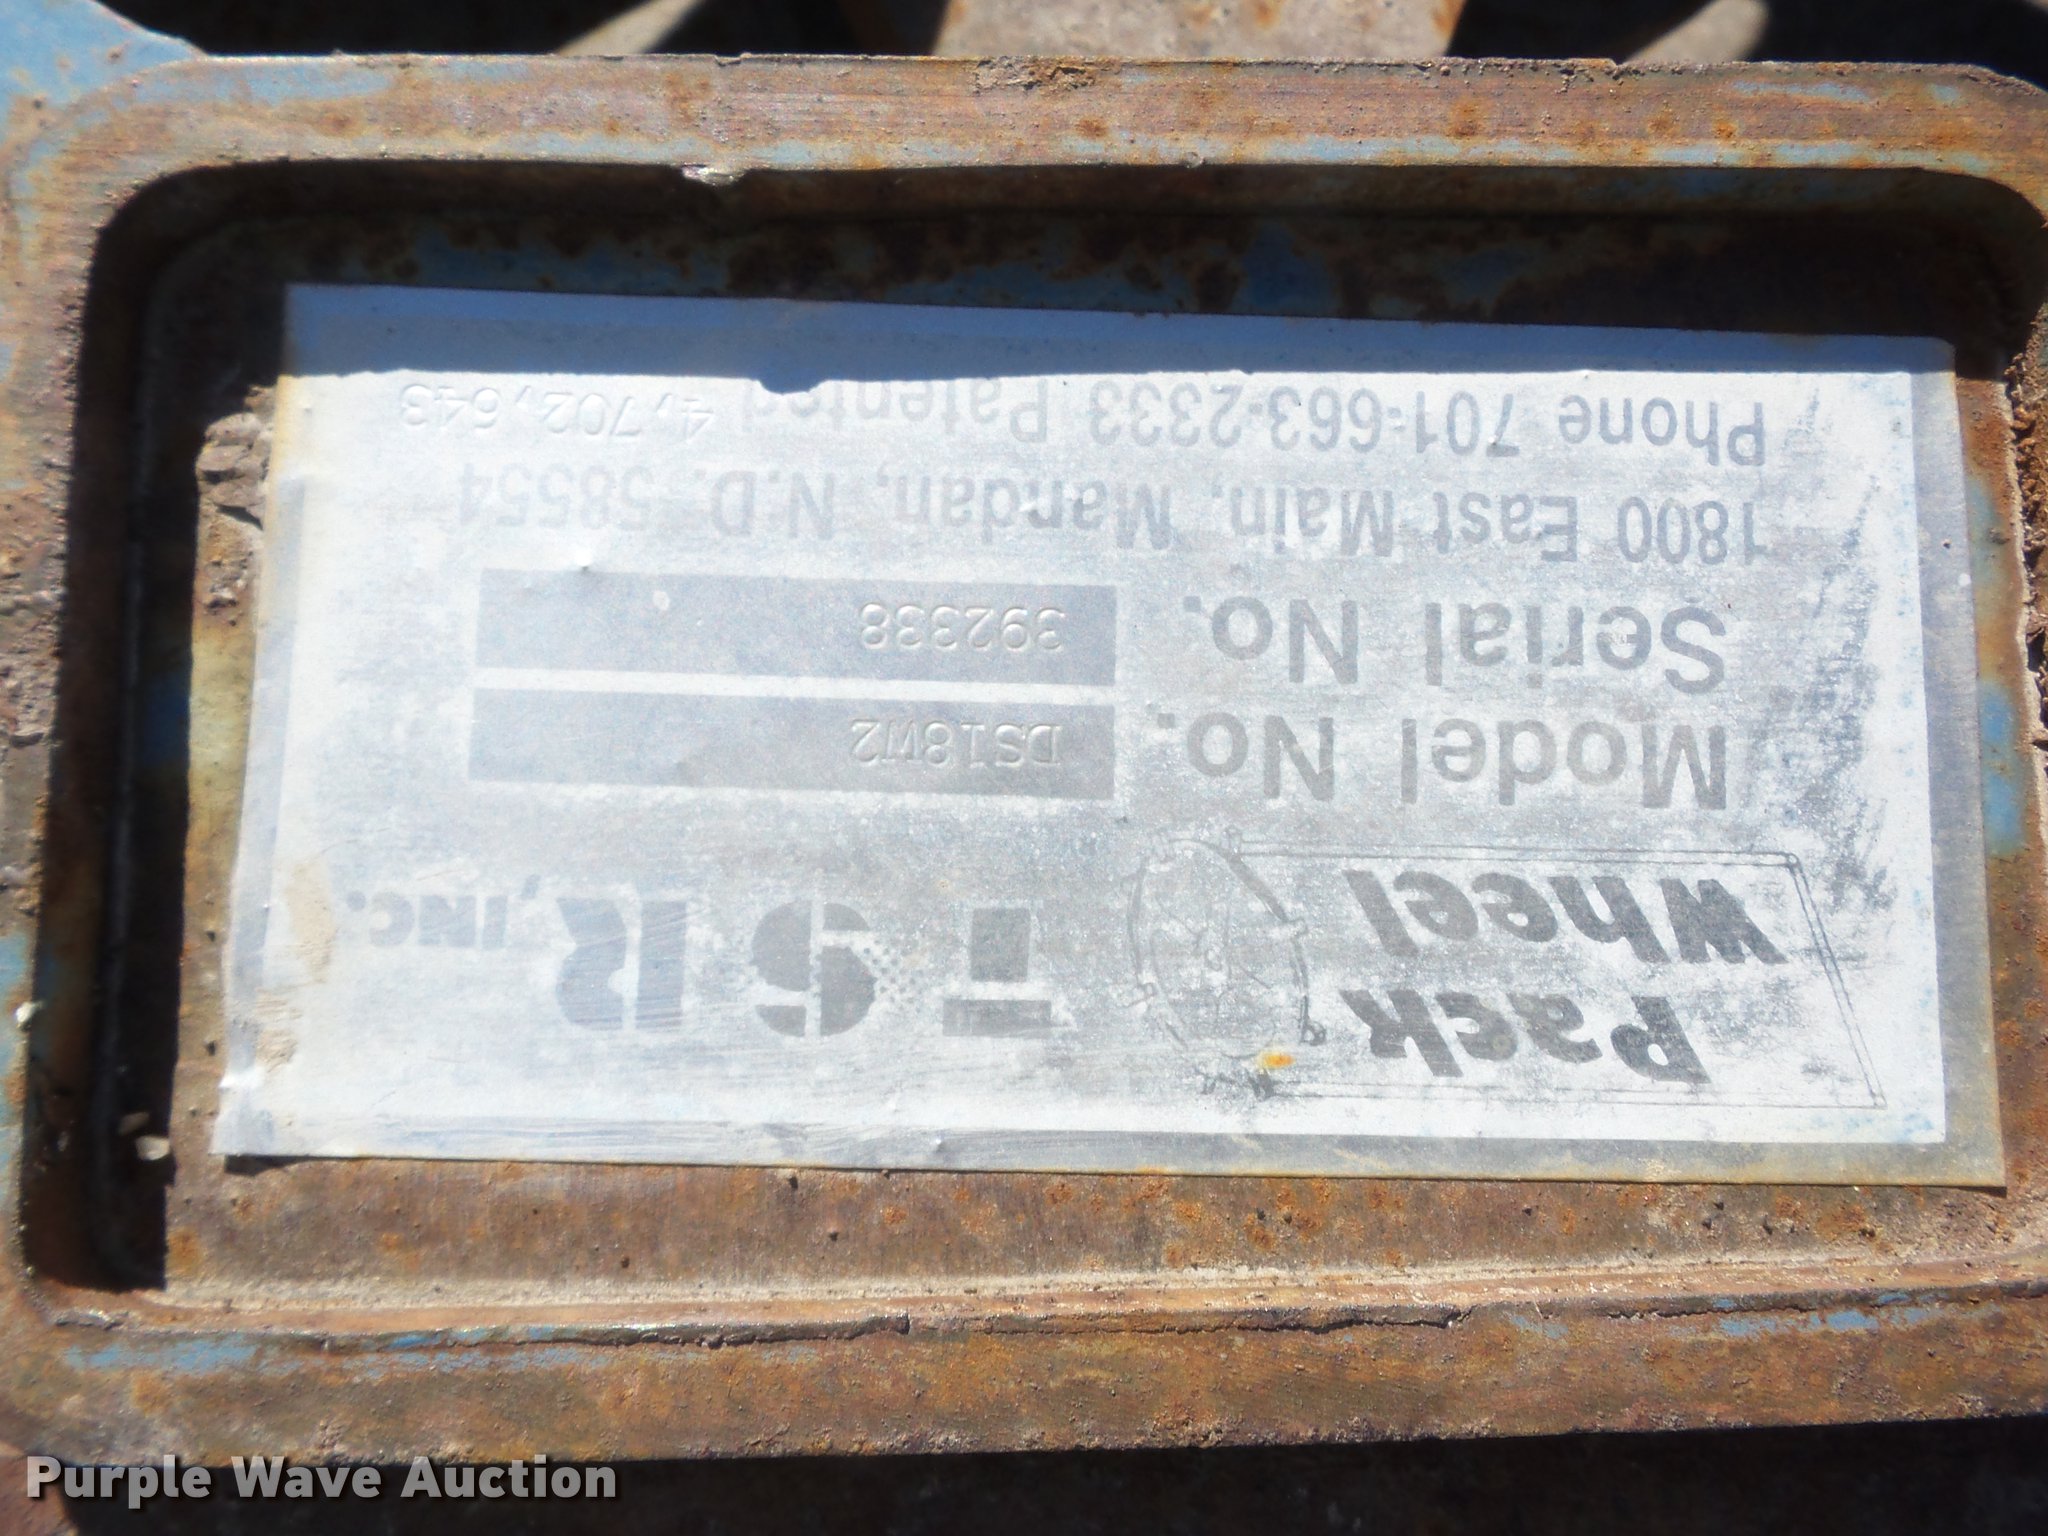 Pack
Wheel
TSR, INC.
Model No. DS18W2
Serial No. 392338
1800 East Main, Mandan, N.D. 58554
Phone 701-663-2333 Patented 4,702,643
Purple Wave Auction